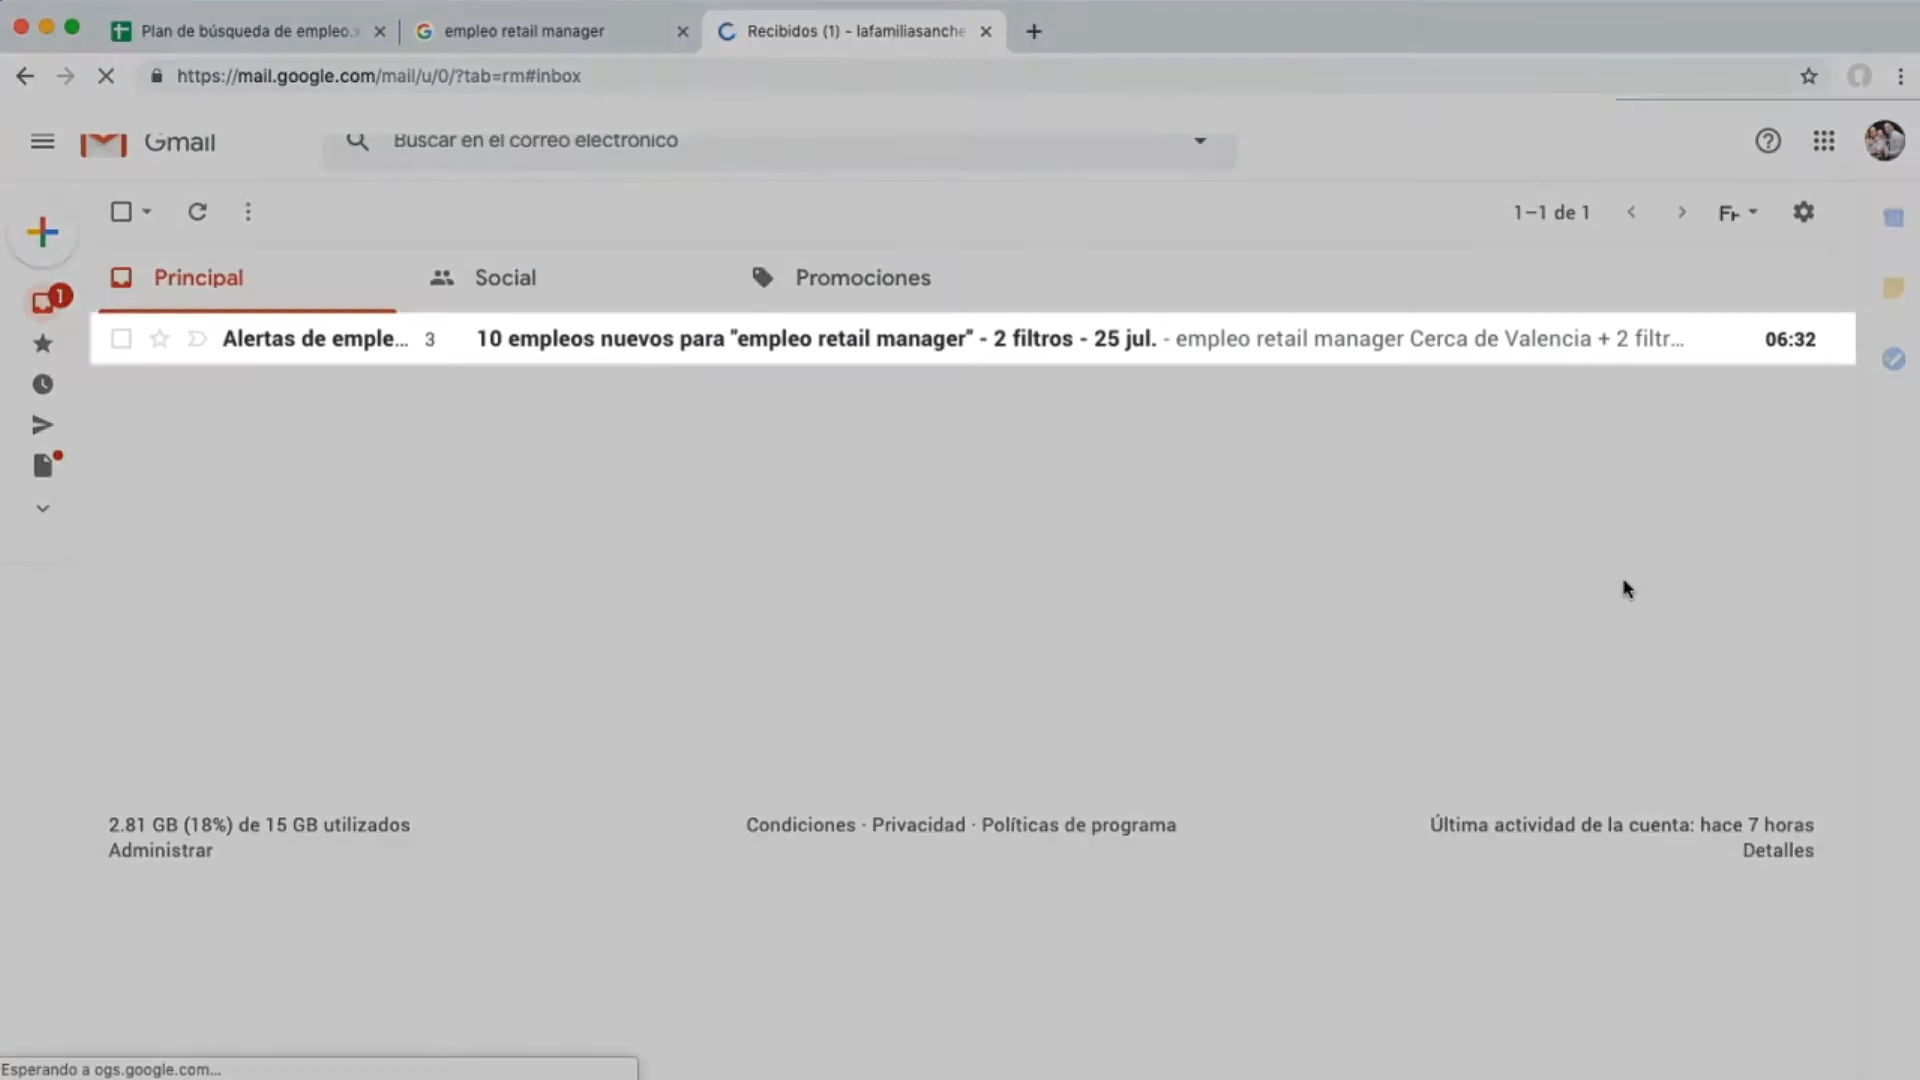 Plan de búsqueda de empleo.
empleo retail manager
Recibidos (1) - lafamiliasanche
https://mail.google.com/mail/u/0/?tab=rm#inbox
Gmail
Buscar en el correo electrónico
1–1 de 1
1
Principal
Social
Promociones
Alertas de emple... 3 10 empleos nuevos para "empleo retail manager" - 2 filtros - 25 jul. - empleo retail manager Cerca de Valencia + 2 filtr... 06:32
2.81 GB (18%) de 15 GB utilizados
Administrar
Condiciones · Privacidad · Políticas de programa
Última actividad de la cuenta: hace 7 horas
Detalles
Esperando a ogs.google.com...